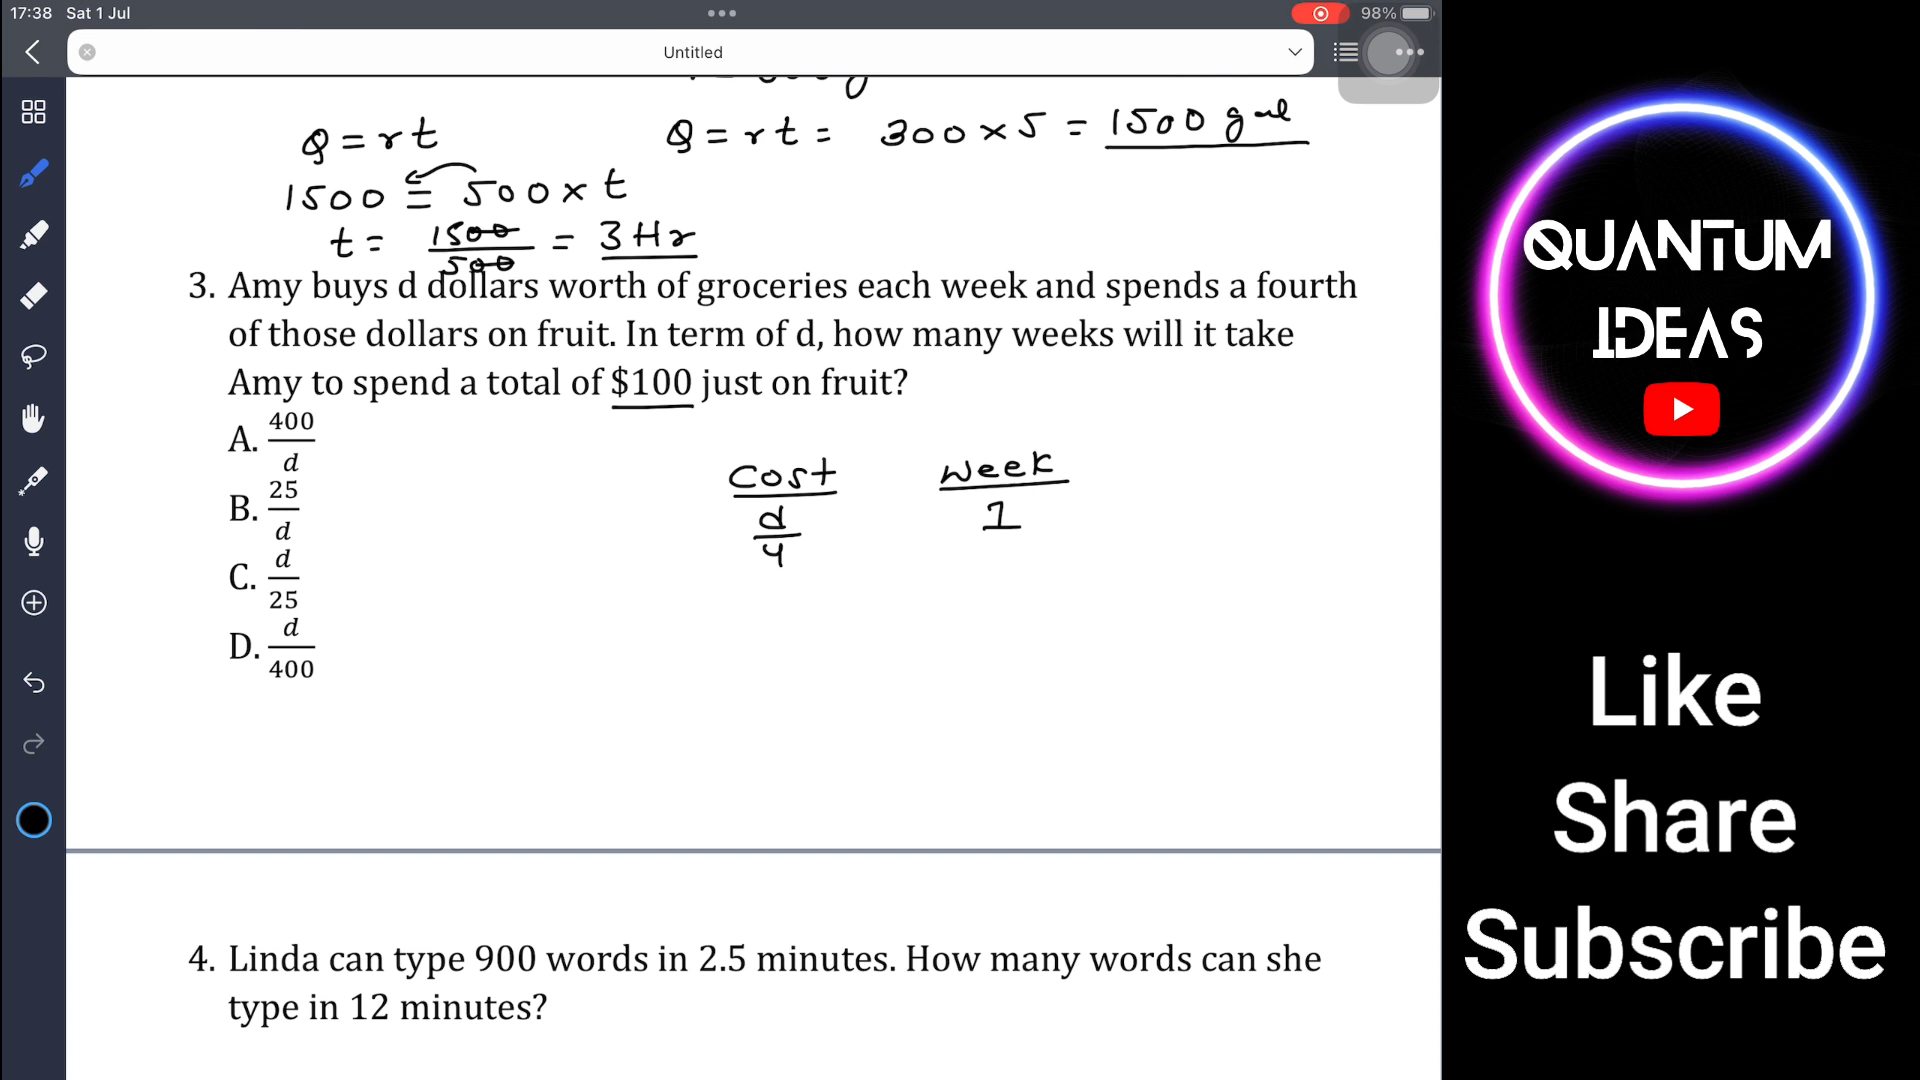 17:38 Sat 1 Jul
98%
Untitled
Q = rt
Q = rt = 300 × 5 = 1500 gal
1500 = 500 × t
t = 1500/500 = 3 Hr
3. Amy buys d dollars worth of groceries each week and spends a fourth
of those dollars on fruit. In term of d, how many weeks will it take
Amy to spend a total of $100 just on fruit?
A. 400/d
B. 25/d
C. d/25
D. d/400
Cost Week
d/4 1
4. Linda can type 900 words in 2.5 minutes. How many words can she
type in 12 minutes?
QUANTUM
IDEAS
Like
Share
Subscribe